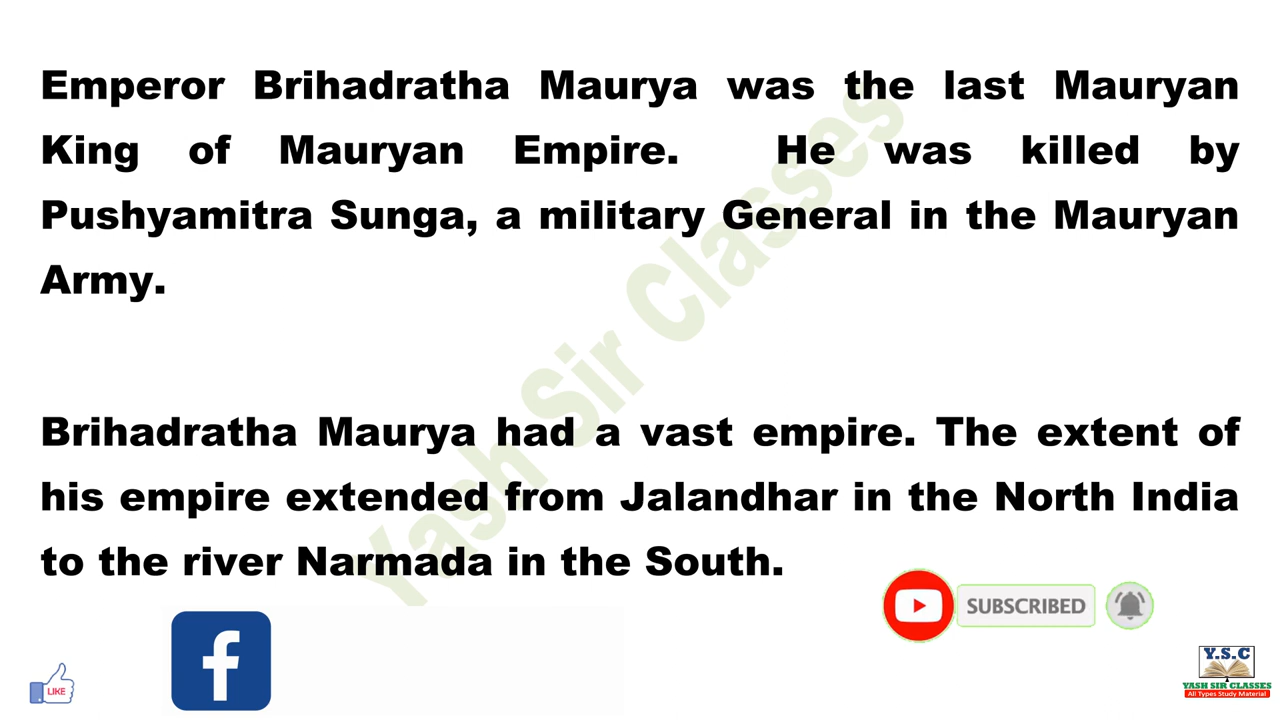 Emperor Brihadratha Maurya was the last Mauryan
King of Mauryan Empire. He was killed by
Pushyamitra Sunga, a military General in the Mauryan
Army.
Brihadratha Maurya had a vast empire. The extent of
his empire extended from Jalandhar in the North India
to the river Narmada in the South.
Yash Sir Classes
SUBSCRIBED
f
LIKE
Y.S.C
YASH SIR CLASSES
All Types Study Material